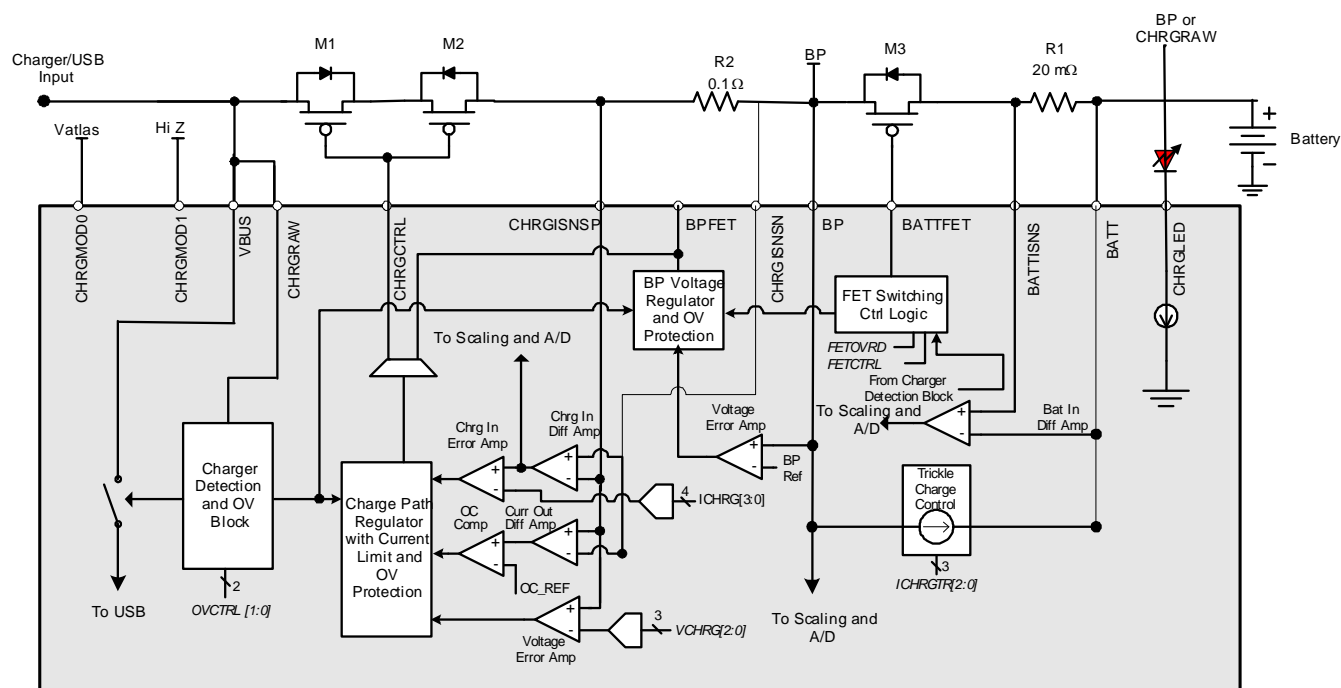 Charger/USB
Input
M1
M2
R2
0.1Ω
BP
M3
R1
20 mΩ
BP or
CHRGRAW
Vatlas
Hi Z
+
–
Battery
CHRGMOD0
CHRGMOD1
VBUS
CHRGRAW
CHRGCTRL
CHRGISNSP
BPFET
CHRGISNSN
BP
BATTFET
BATTISNS
BATT
CHRGLED
BP Voltage
Regulator
and OV
Protection
FET Switching
Ctrl Logic
FETOVRD
FETCTRL
From Charger
Detection Block
To Scaling and A/D
To Scaling and
A/D
+
-
Bat In
Diff Amp
Voltage
Error Amp
+
-
BP
Ref
Chrg In
Error Amp
Chrg In
Diff Amp
+
-
+
-
Charger
Detection
and OV
Block
Charge Path
Regulator
with Current
Limit and
OV
Protection
4
ICHRG[3:0]
Trickle
Charge
Control
3
ICHRGTR[2:0]
OC
Comp
Curr Out
Diff Amp
+
-
+
-
OC_REF
To USB
2
OVCTRL [1:0]
+
-
Voltage
Error Amp
3
VCHRG[2:0]
To Scaling and
A/D